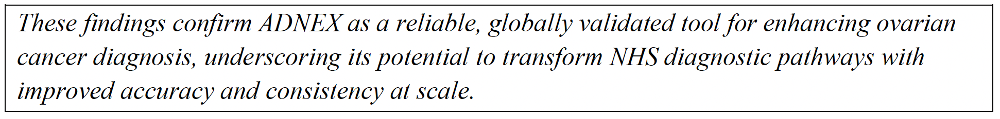 These findings confirm ADNEX as a reliable, globally validated tool for enhancing ovarian
cancer diagnosis, underscoring its potential to transform NHS diagnostic pathways with
improved accuracy and consistency at scale.